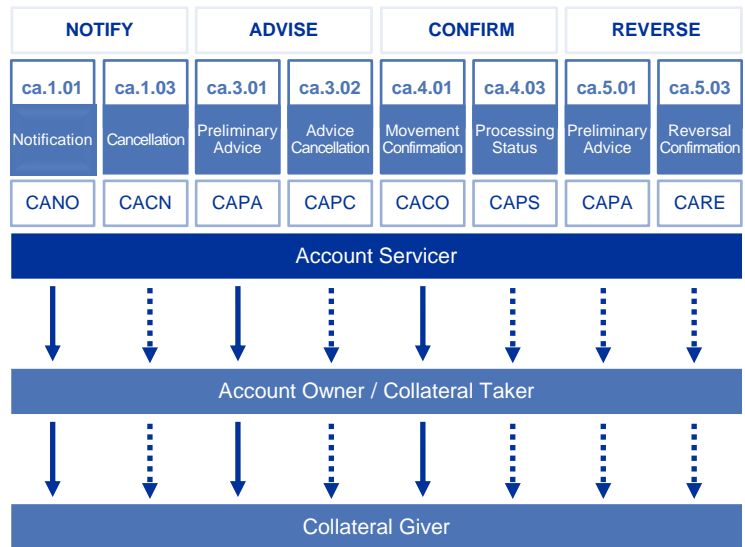 NOTIFY ADVISE CONFIRM REVERSE
ca.1.01 ca.1.03 ca.3.01 ca.3.02 ca.4.01 ca.4.03 ca.5.01 ca.5.03
Notification Cancellation Preliminary Advice Advice Cancellation Movement Confirmation Processing Status Preliminary Advice Reversal Confirmation
CANO CACN CAPA CAPC CACO CAPS CAPA CARE
Account Servicer
Account Owner / Collateral Taker
Collateral Giver